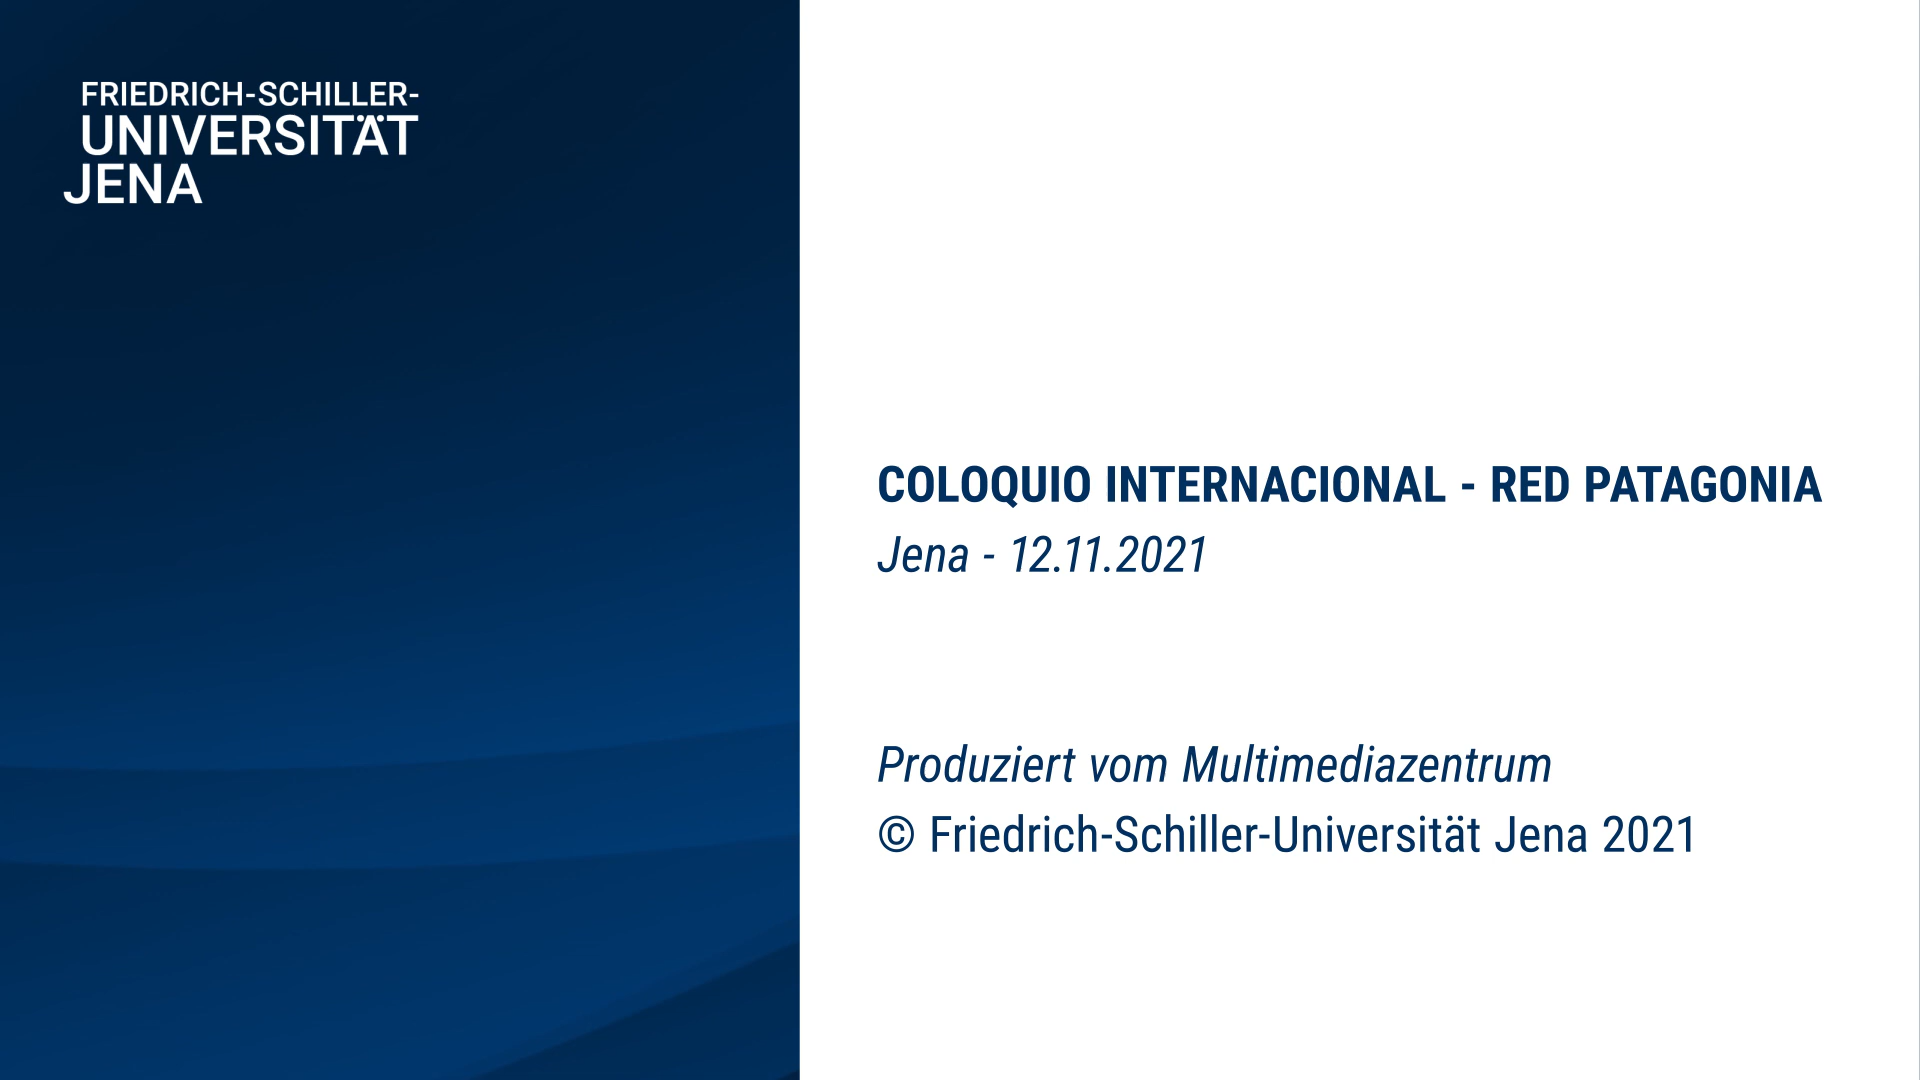 FRIEDRICH-SCHILLER-
UNIVERSITÄT
JENA
COLOQUIO INTERNACIONAL - RED PATAGONIA
Jena - 12.11.2021
Produziert vom Multimediazentrum
© Friedrich-Schiller-Universität Jena 2021